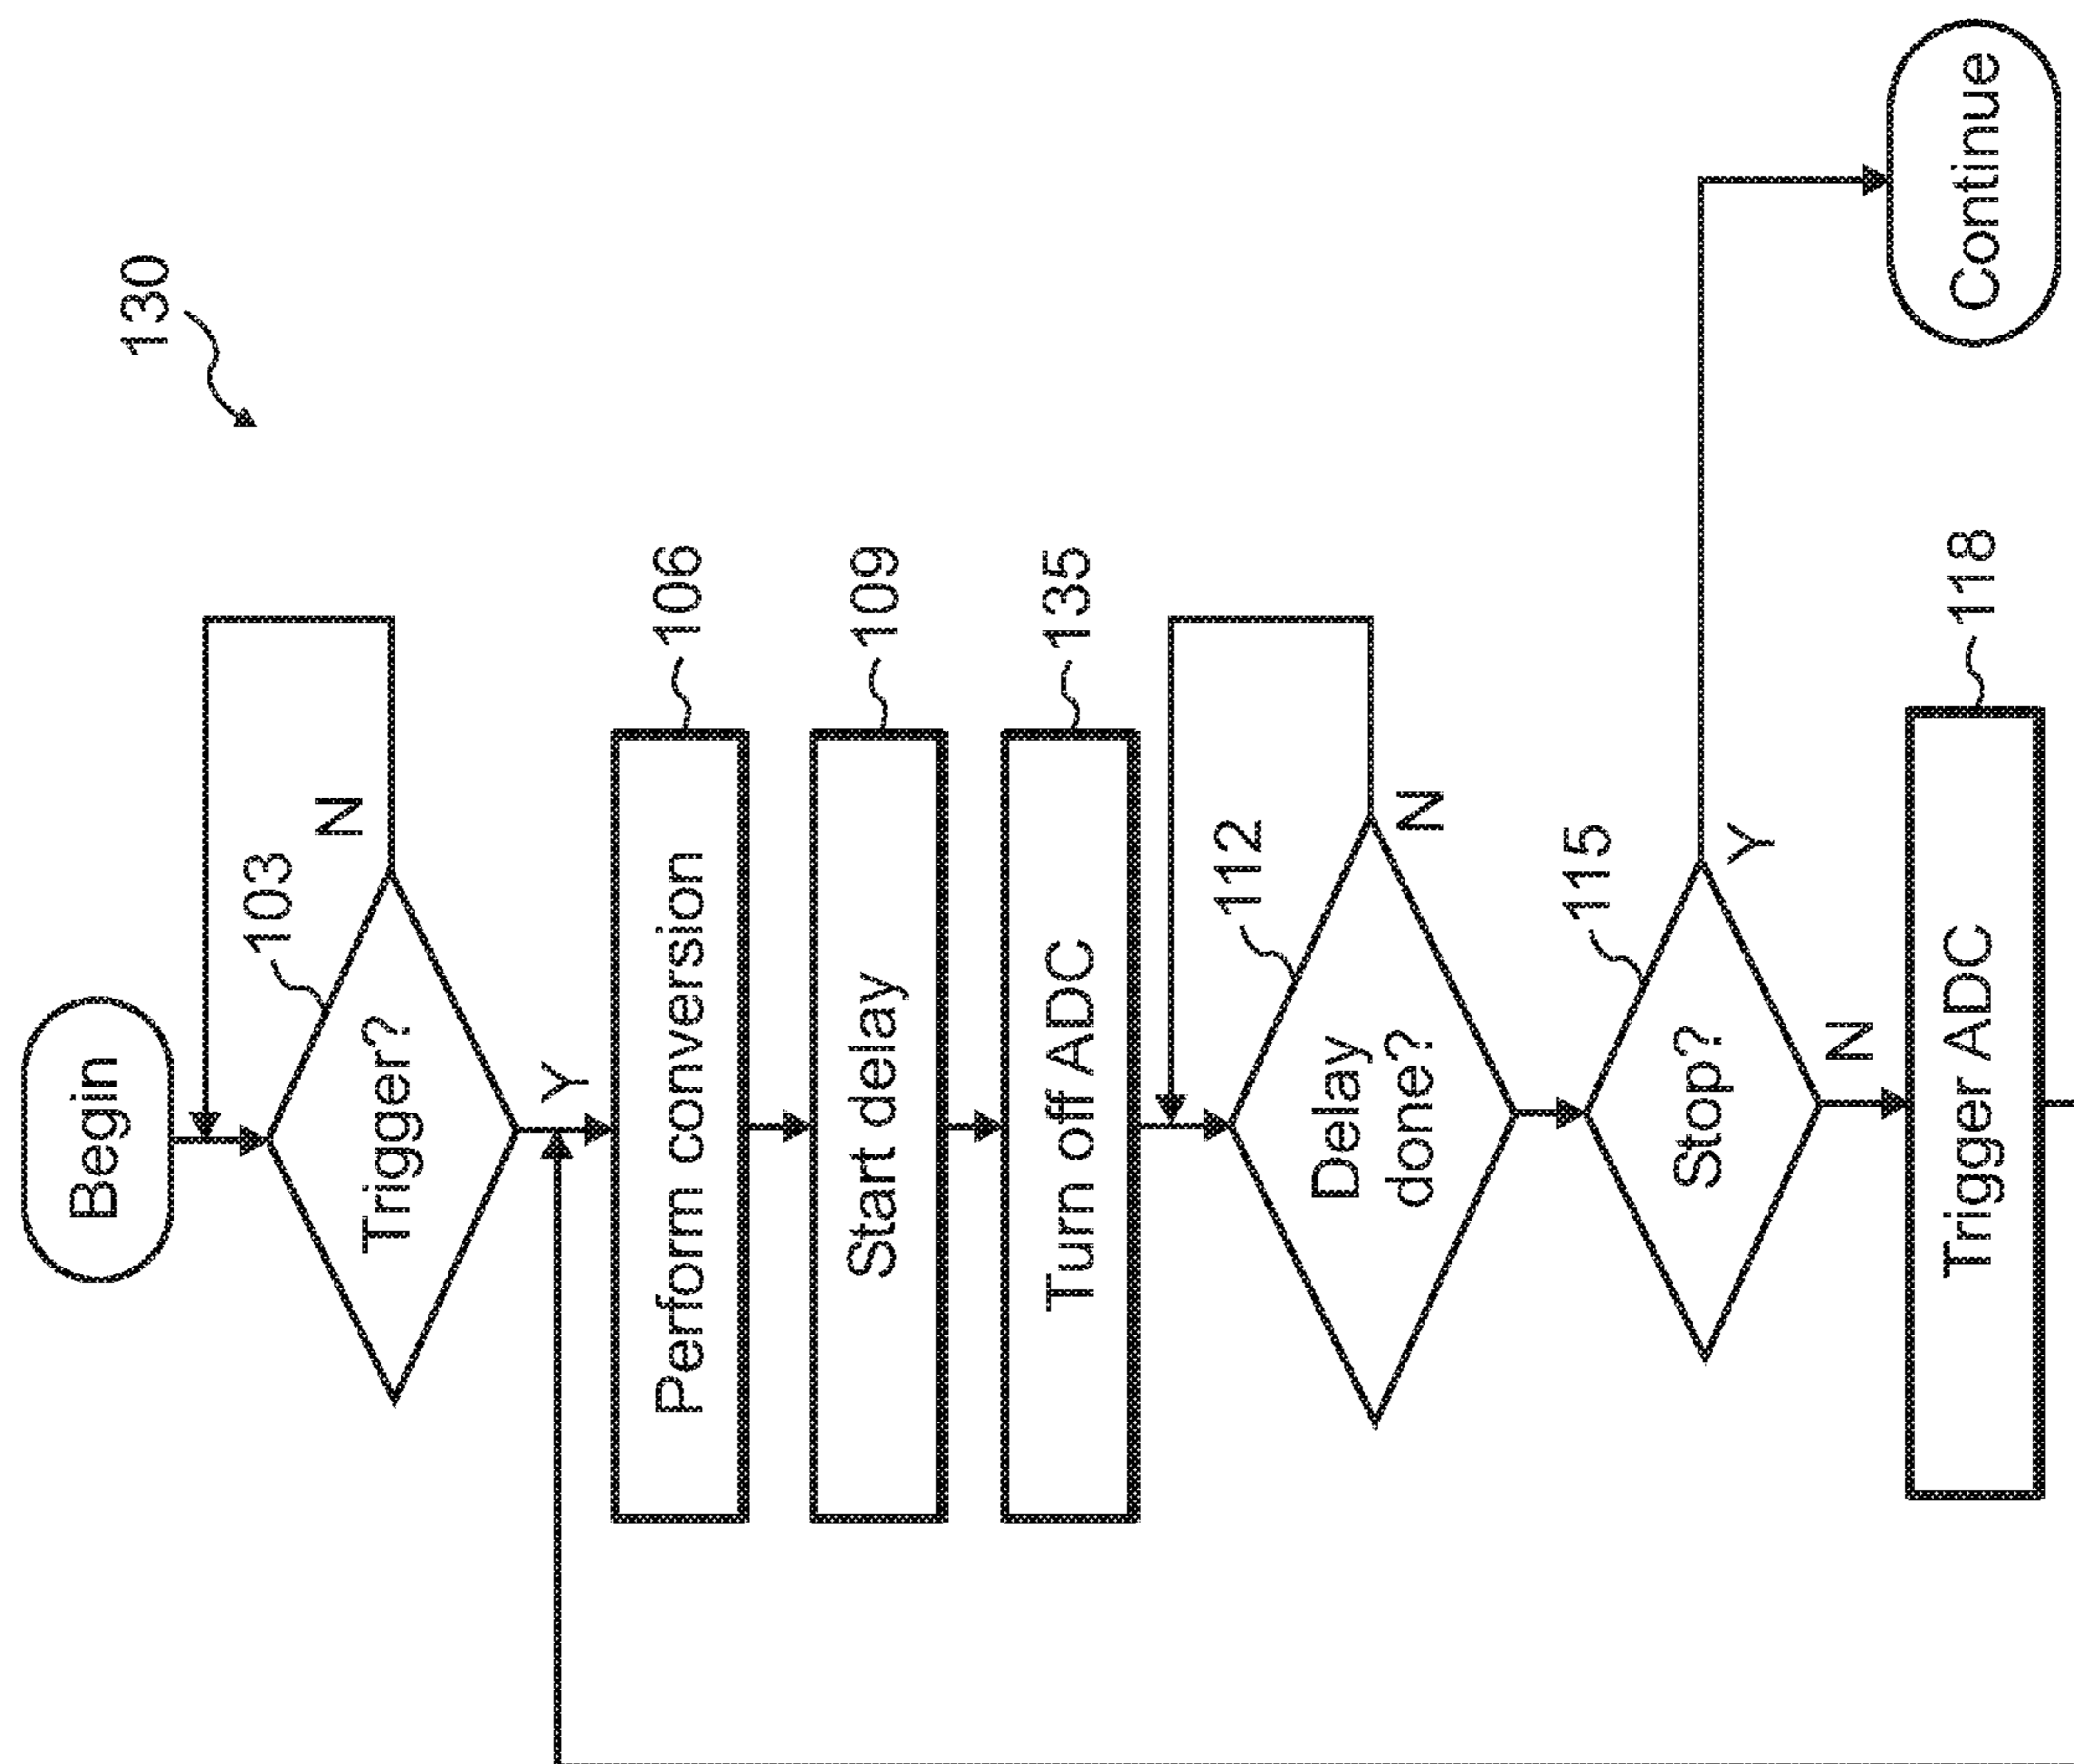 130
Begin
103
Trigger?
N
Y
Perform conversion
106
Start delay
109
Turn off ADC
135
112
Delay
done?
N
115
Stop?
Y
N
Trigger ADC
118
Continue